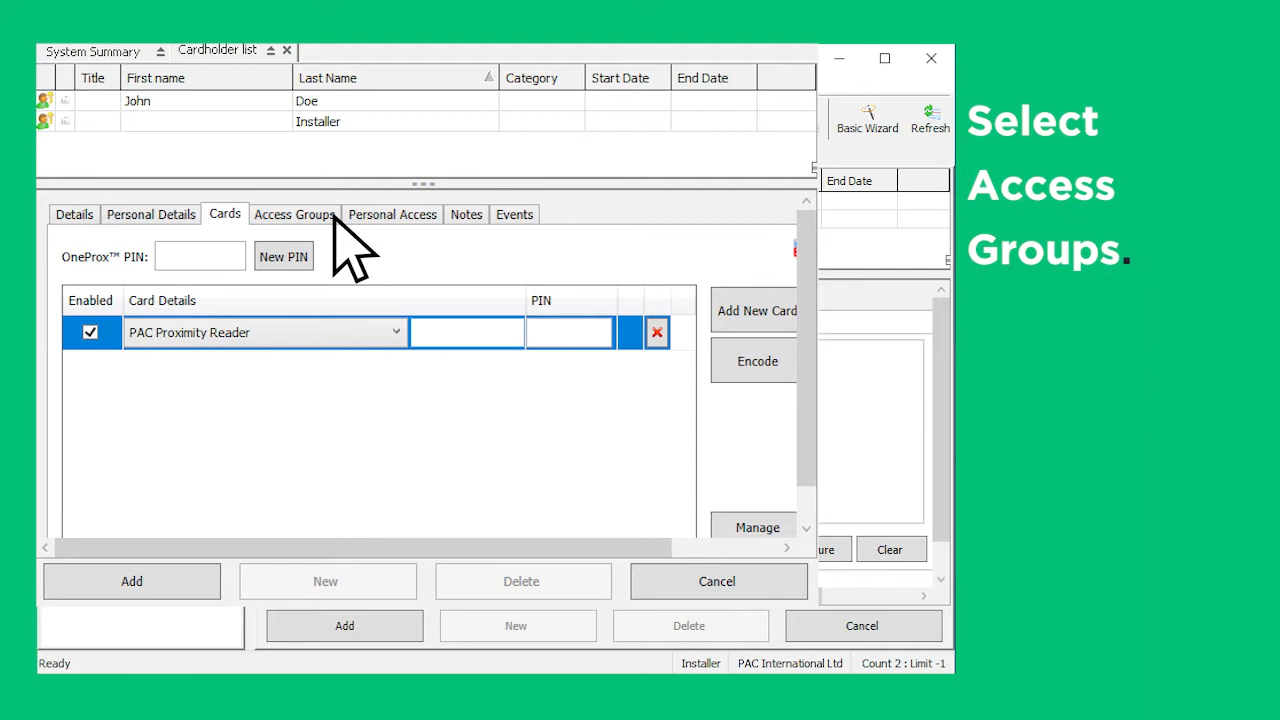 System Summary Cardholder list
Title First name Last Name Category Start Date End Date
John Doe
Installer
Basic Wizard Refresh
End Date
Select
Access
Groups.
Details Personal Details Cards Access Groups Personal Access Notes Events
OneProx™ PIN: New PIN
Enabled Card Details PIN
PAC Proximity Reader
Add New Card
Encode
Manage
ure Clear
Add New Delete Cancel
Add New Delete Cancel
Ready Installer PAC International Ltd Count 2 : Limit -1